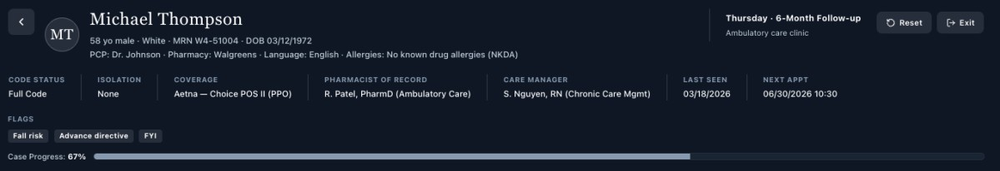 Michael Thompson
MT
58 yo male · White · MRN W4-51004 · DOB 03/12/1972
PCP: Dr. Johnson · Pharmacy: Walgreens · Language: English · Allergies: No known drug allergies (NKDA)
Thursday · 6-Month Follow-up
Ambulatory care clinic
Reset
Exit
CODE STATUS
Full Code
ISOLATION
None
COVERAGE
Aetna — Choice POS II (PPO)
PHARMACIST OF RECORD
R. Patel, PharmD (Ambulatory Care)
CARE MANAGER
S. Nguyen, RN (Chronic Care Mgmt)
LAST SEEN
03/18/2026
NEXT APPT
06/30/2026 10:30
FLAGS
Fall risk
Advance directive
FYI
Case Progress: 67%